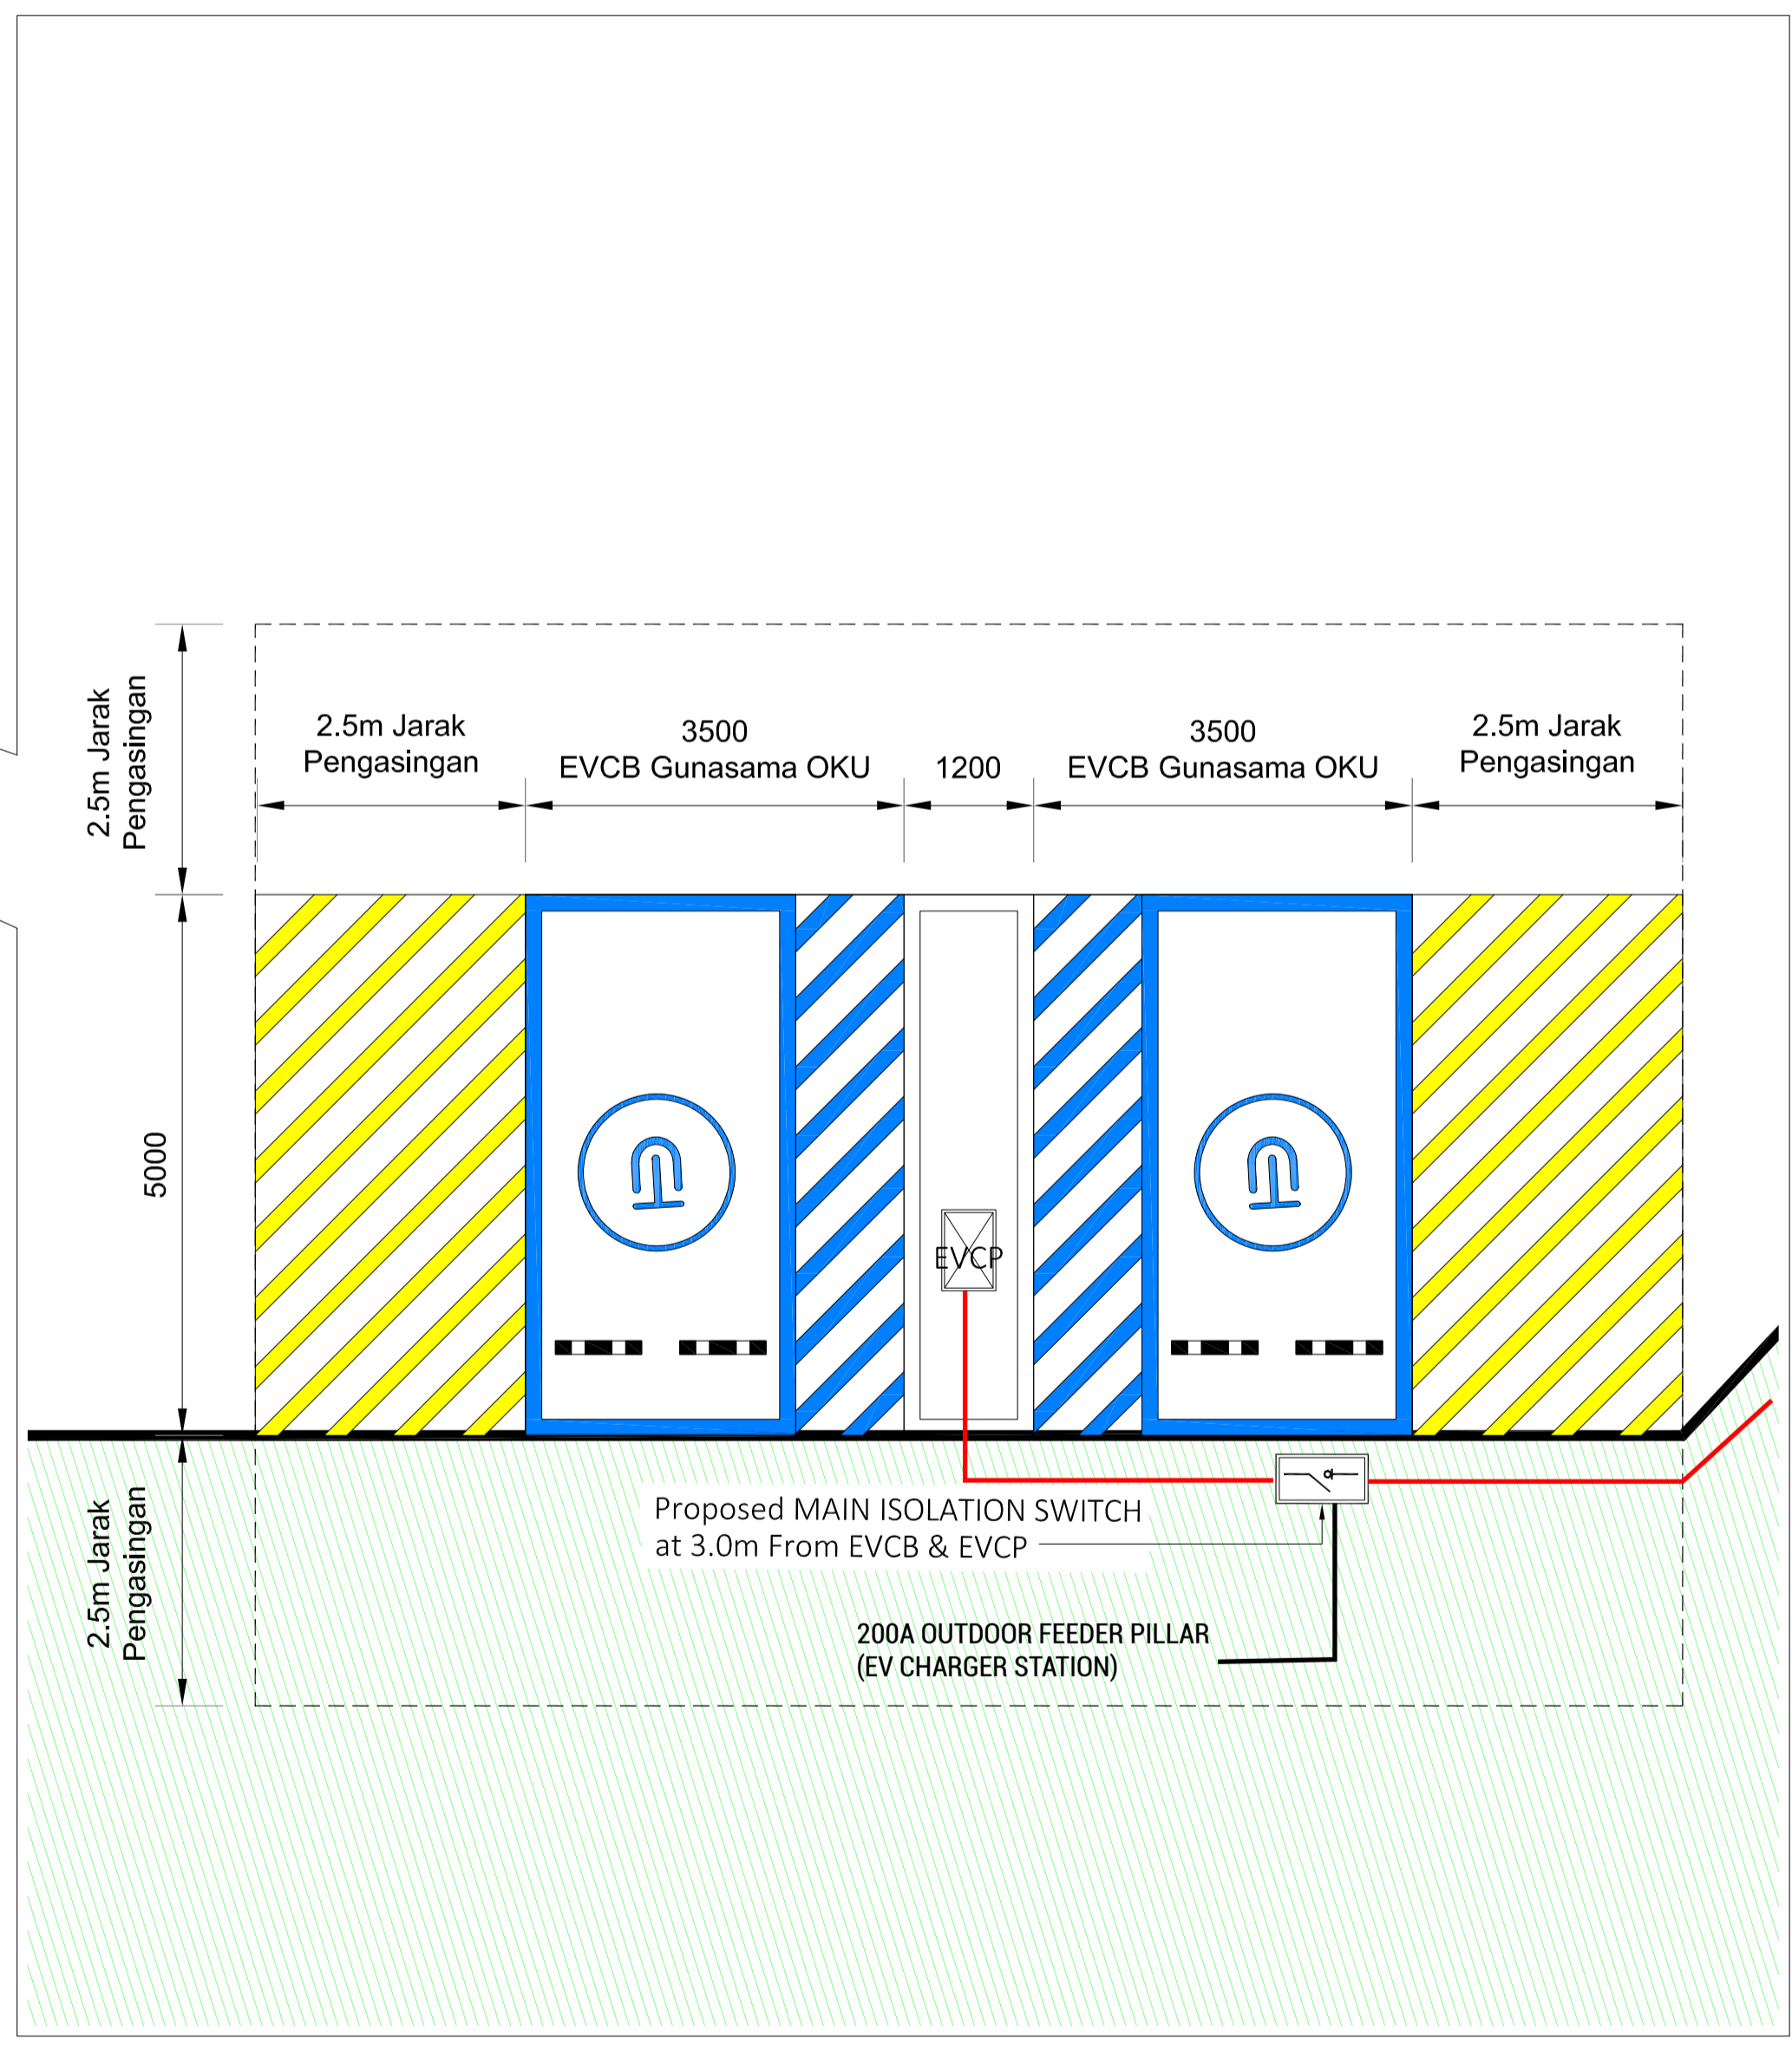 2.5m Jarak
Pengasingan
2.5m Jarak
Pengasingan
3500
EVCB Gunasama OKU
1200
3500
EVCB Gunasama OKU
2.5m Jarak
Pengasingan
5000
EVCP
2.5m Jarak
Pengasingan
Proposed MAIN ISOLATION SWITCH
at 3.0m From EVCB & EVCP
200A OUTDOOR FEEDER PILLAR
(EV CHARGER STATION)